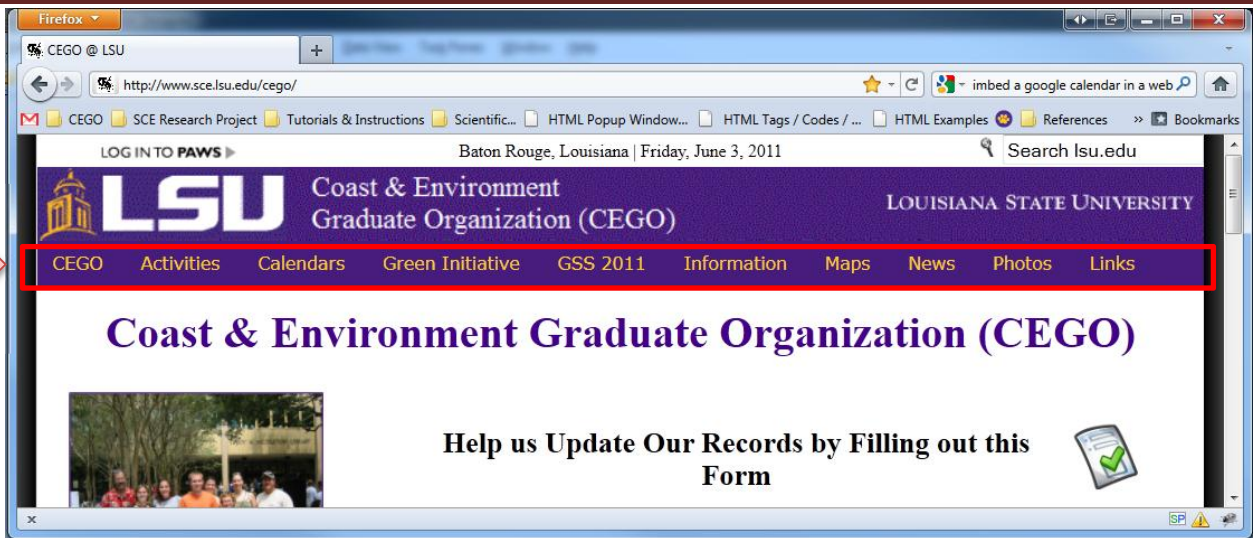 Firefox
CEGO @ LSU
http://www.sce.lsu.edu/cego/ imbed a google calendar in a web
CEGO SCE Research Project Tutorials & Instructions Scientific... HTML Popup Window... HTML Tags / Codes / ... HTML Examples References » Bookmarks
LOG IN TO PAWS Baton Rouge, Louisiana | Friday, June 3, 2011 Search lsu.edu
LSU Coast & Environment
Graduate Organization (CEGO) LOUISIANA STATE UNIVERSITY
CEGO Activities Calendars Green Initiative GSS 2011 Information Maps News Photos Links
Coast & Environment Graduate Organization (CEGO)
Help us Update Our Records by Filling out this
Form
x SP